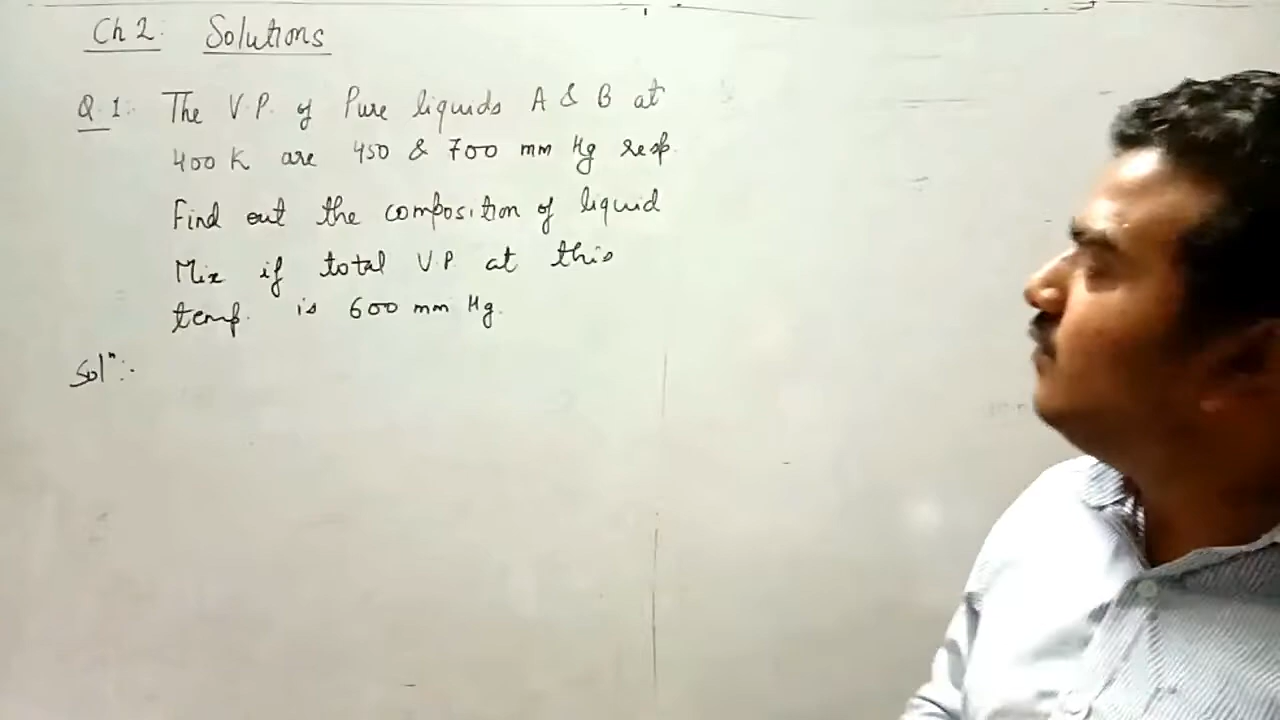 Ch 2: Solutions
Q.1:- The V.P. of Pure liquids A & B at
400 K are 450 & 700 mm Hg resp.
Find out the composition of liquid
Mix if total V.P. at this
temp. is 600 mm Hg.
Solⁿ:-